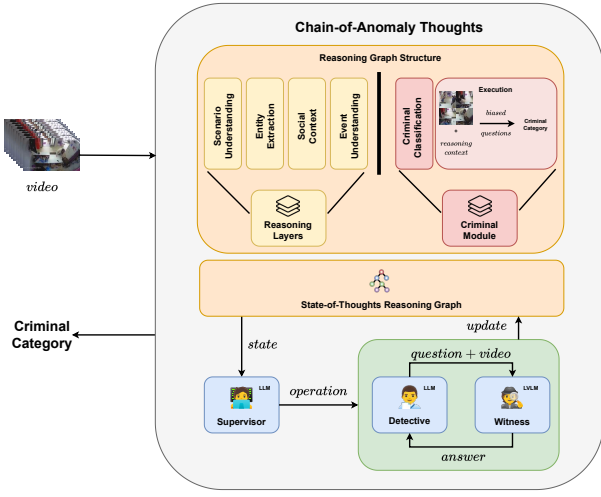 Chain-of-Anomaly Thoughts
Reasoning Graph Structure
Scenario
Understanding
Entity
Extraction
Social
Context
Event
Understanding
Criminal
Classification
Execution
+
reasoning
context
biased
questions
Criminal
Category
Reasoning
Layers
Criminal
Module
video
State-of-Thoughts Reasoning Graph
Criminal
Category
state
update
LLM
Supervisor
operation
question + video
LLM
Detective
LVLM
Witness
answer